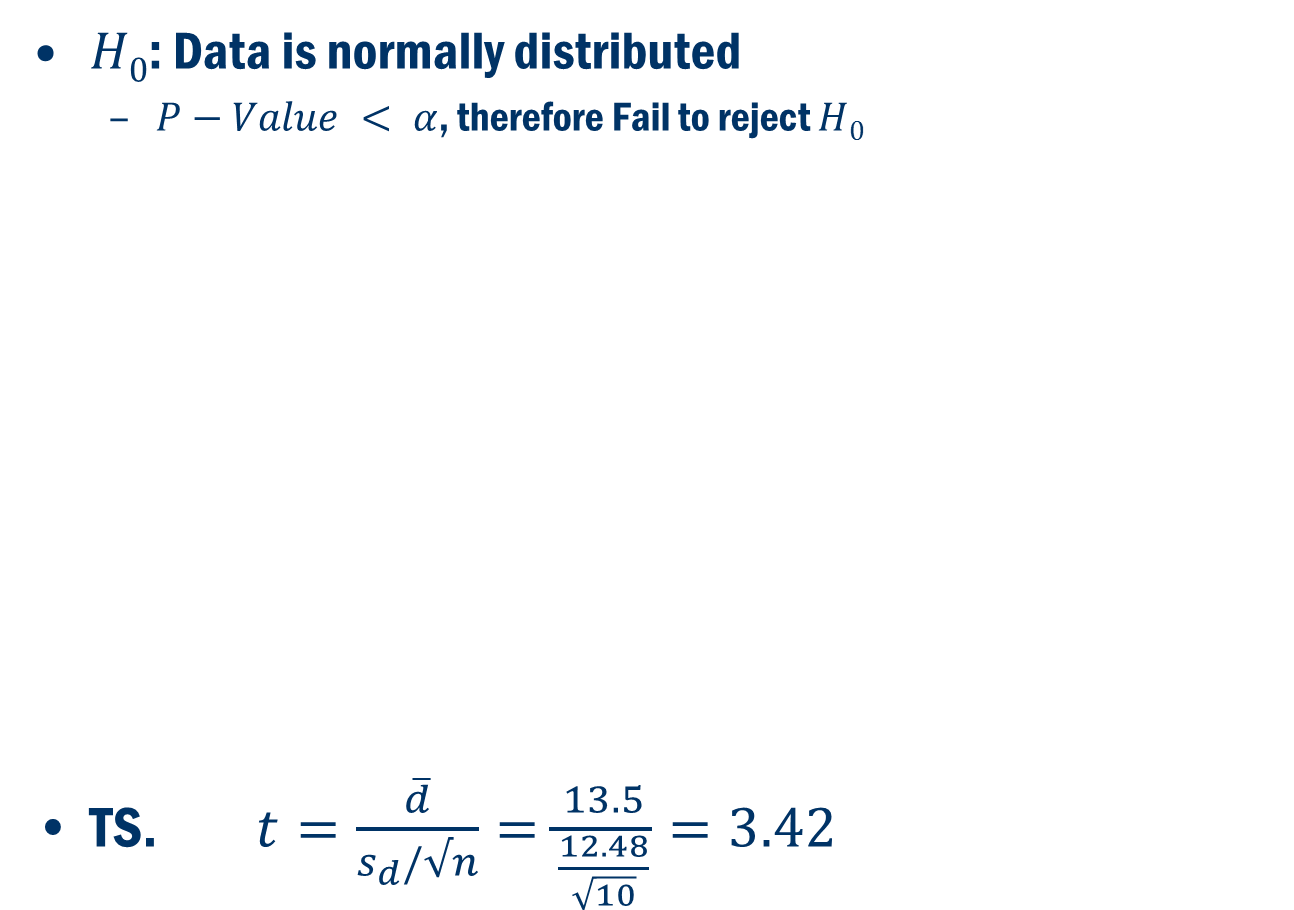 • H₀: Data is normally distributed
– P − Value < α, therefore Fail to reject H₀
• TS. t = d̄ / (s_d/√n) = 13.5 / (12.48/√10) = 3.42